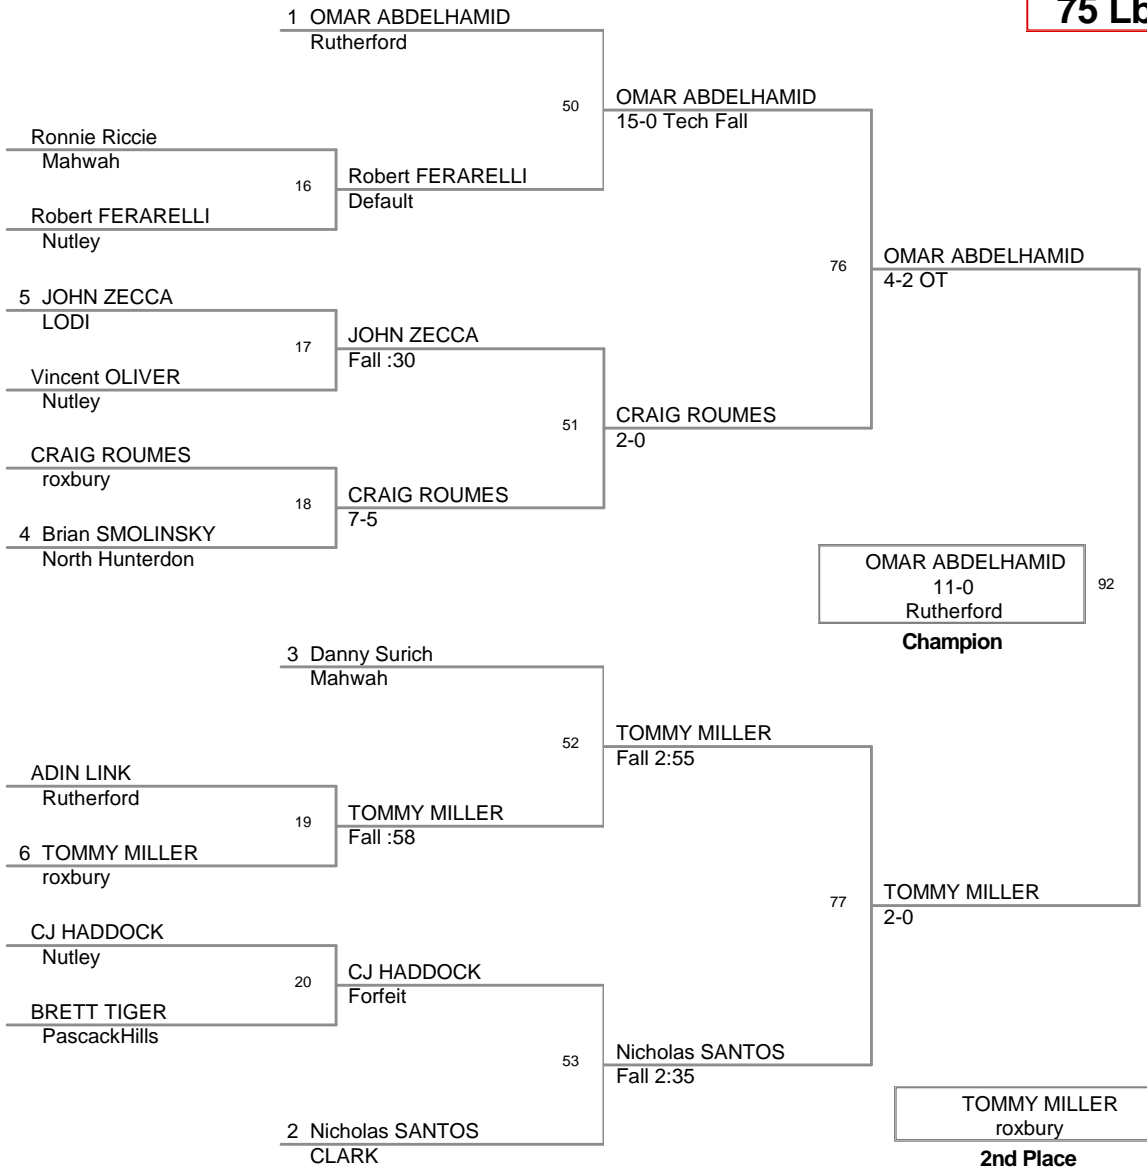 75 Lb
1 OMAR ABDELHAMID
Rutherford
50
OMAR ABDELHAMID
15-0 Tech Fall
Ronnie Riccie
Mahwah
16
Robert FERARELLI
Default
Robert FERARELLI
Nutley
76
OMAR ABDELHAMID
4-2 OT
5 JOHN ZECCA
LODI
17
JOHN ZECCA
Fall :30
Vincent OLIVER
Nutley
51
CRAIG ROUMES
2-0
CRAIG ROUMES
roxbury
18
CRAIG ROUMES
7-5
4 Brian SMOLINSKY
North Hunterdon
OMAR ABDELHAMID
11-0
Rutherford
92
Champion
3 Danny Surich
Mahwah
52
TOMMY MILLER
Fall 2:55
ADIN LINK
Rutherford
19
TOMMY MILLER
Fall :58
6 TOMMY MILLER
roxbury
77
TOMMY MILLER
2-0
CJ HADDOCK
Nutley
20
CJ HADDOCK
Forfeit
BRETT TIGER
PascackHills
53
Nicholas SANTOS
Fall 2:35
2 Nicholas SANTOS
CLARK
TOMMY MILLER
roxbury
2nd Place